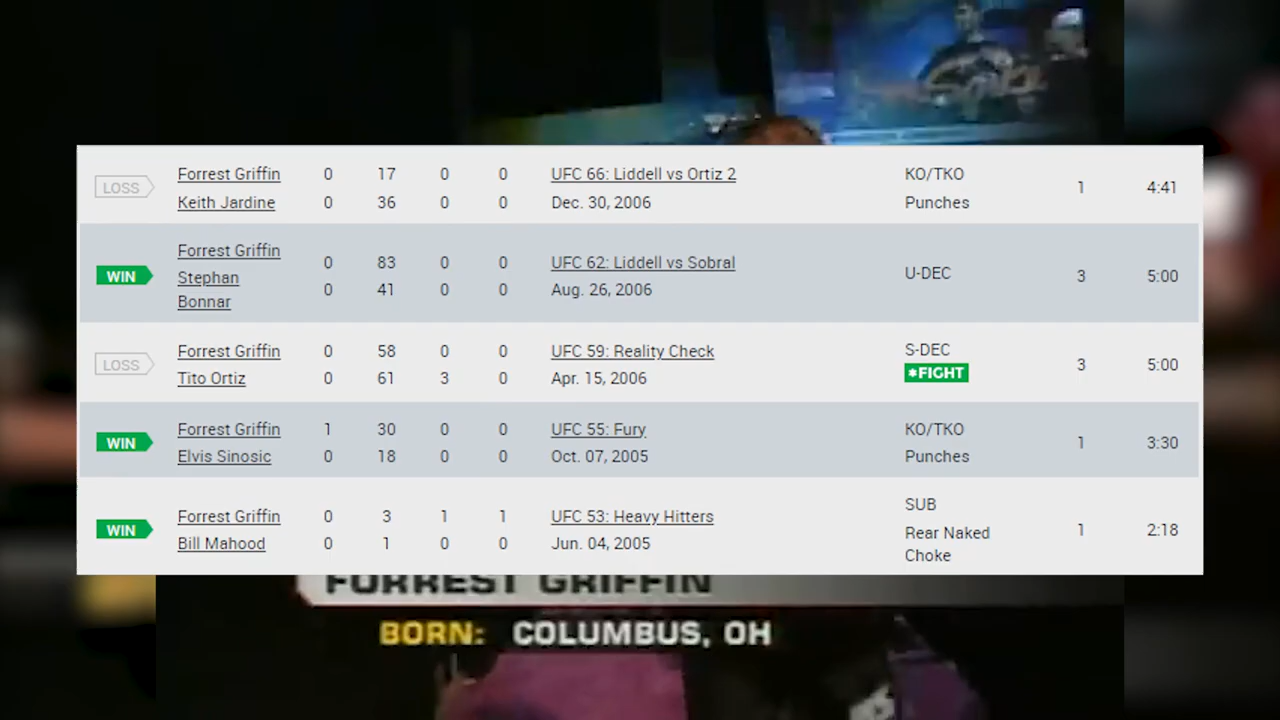 LOSS Forrest Griffin 0 17 0 0 UFC 66: Liddell vs Ortiz 2 KO/TKO 1 4:41
Keith Jardine 0 36 0 0 Dec. 30, 2006 Punches
WIN Forrest Griffin 0 83 0 0 UFC 62: Liddell vs Sobral U-DEC 3 5:00
Stephan 0 41 0 0 Aug. 26, 2006
Bonnar
LOSS Forrest Griffin 0 58 0 0 UFC 59: Reality Check S-DEC 3 5:00
Tito Ortiz 0 61 3 0 Apr. 15, 2006 *FIGHT
WIN Forrest Griffin 1 30 0 0 UFC 55: Fury KO/TKO 1 3:30
Elvis Sinosic 0 18 0 0 Oct. 07, 2005 Punches
WIN Forrest Griffin 0 3 1 1 UFC 53: Heavy Hitters SUB 1 2:18
Bill Mahood 0 1 0 0 Jun. 04, 2005 Rear Naked
Choke
FORREST GRIFFIN
BORN: COLUMBUS, OH